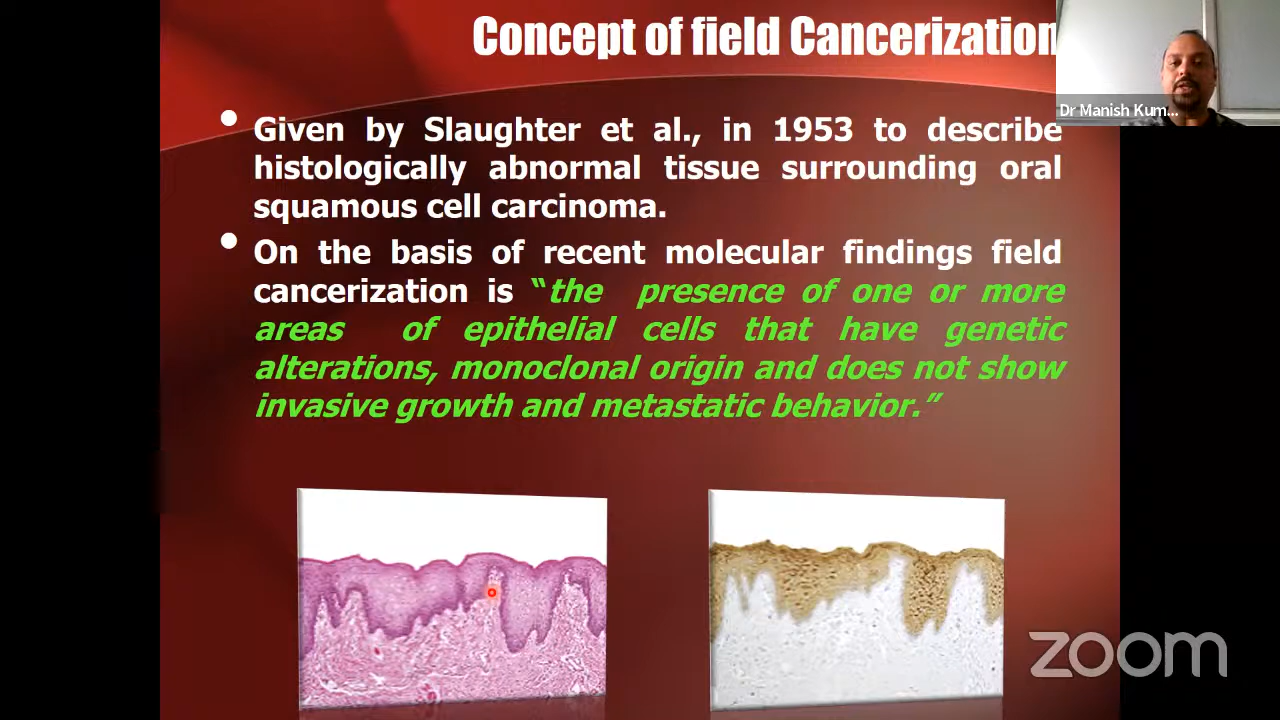 Concept of field Cancerization
Dr Manish Kum...
• Given by Slaughter et al., in 1953 to describe
histologically abnormal tissue surrounding oral
squamous cell carcinoma.
• On the basis of recent molecular findings field
cancerization is “the presence of one or more
areas of epithelial cells that have genetic
alterations, monoclonal origin and does not show
invasive growth and metastatic behavior.”
zoom